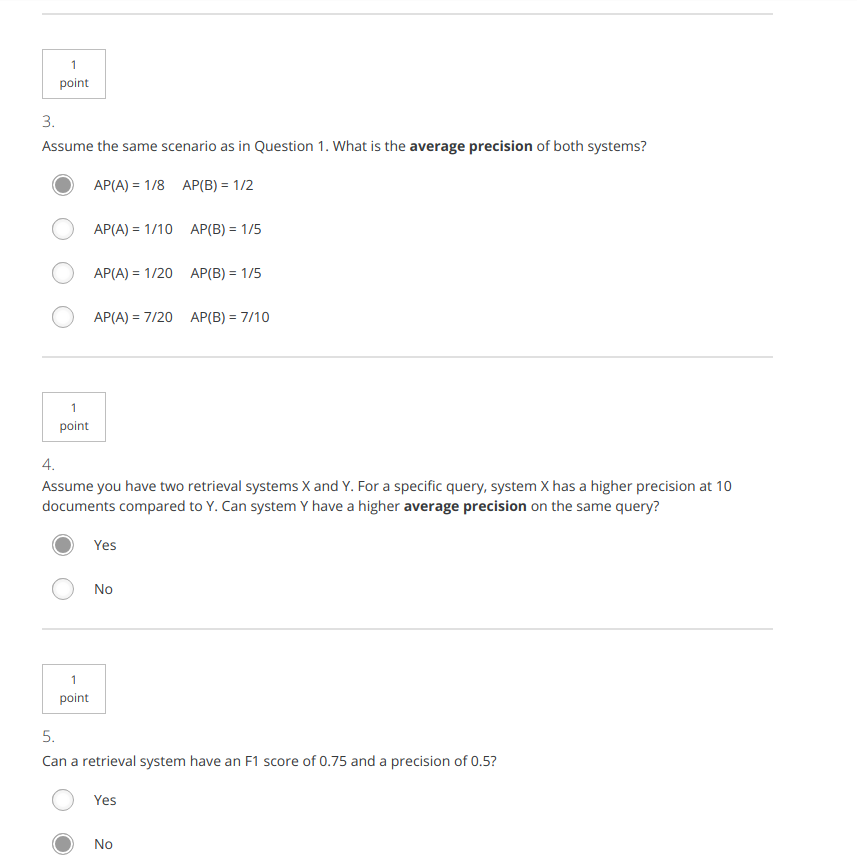 1
point
3.
Assume the same scenario as in Question 1. What is the average precision of both systems?
AP(A) = 1/8 AP(B) = 1/2
AP(A) = 1/10 AP(B) = 1/5
AP(A) = 1/20 AP(B) = 1/5
AP(A) = 7/20 AP(B) = 7/10
1
point
4.
Assume you have two retrieval systems X and Y. For a specific query, system X has a higher precision at 10
documents compared to Y. Can system Y have a higher average precision on the same query?
Yes
No
1
point
5.
Can a retrieval system have an F1 score of 0.75 and a precision of 0.5?
Yes
No